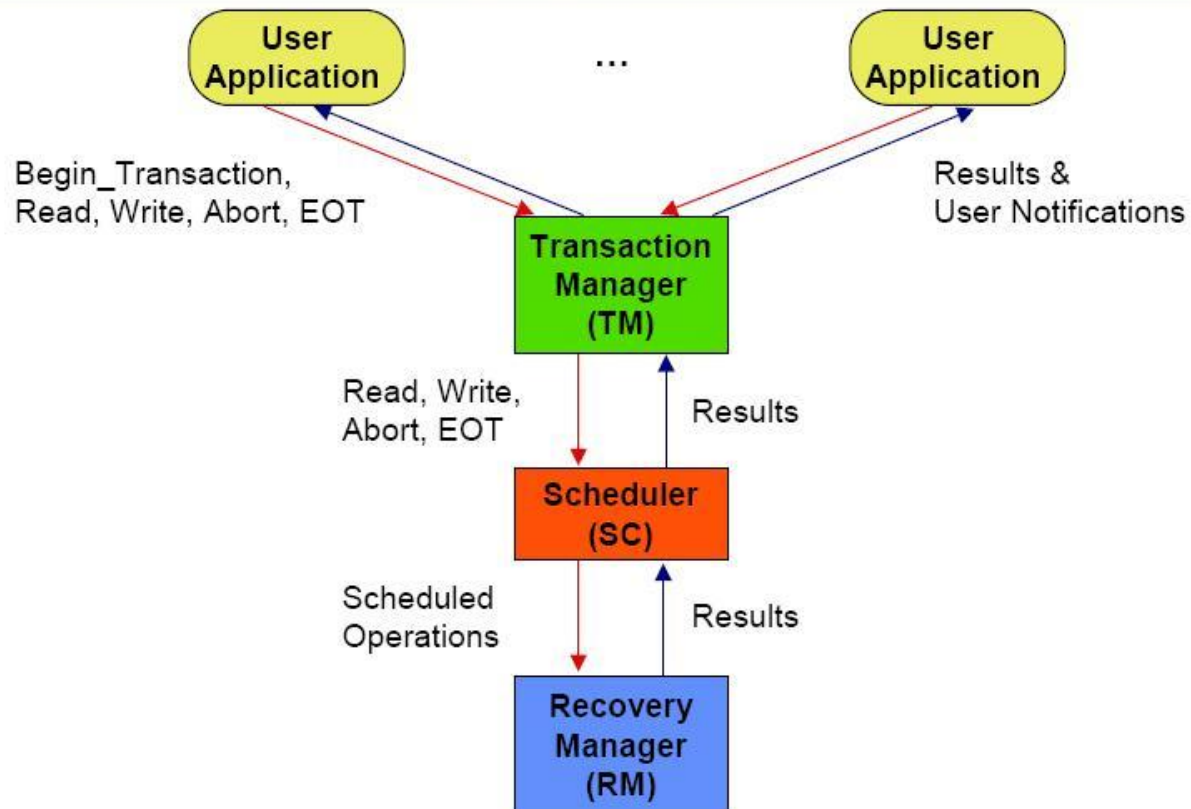 User
Application
...
User
Application
Begin_Transaction,
Read, Write, Abort, EOT
Results &
User Notifications
Transaction
Manager
(TM)
Read, Write,
Abort, EOT
Results
Scheduler
(SC)
Scheduled
Operations
Results
Recovery
Manager
(RM)